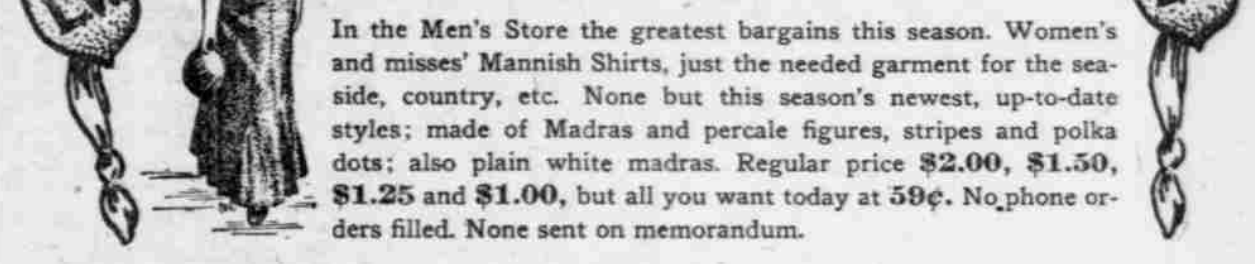 In the Men's Store the greatest bargains this season. Women's
and misses' Mannish Shirts, just the needed garment for the sea-
side, country, etc. None but this season's newest, up-to-date
styles; made of Madras and percale figures, stripes and polka
dots; also plain white madras. Regular price $2.00, $1.50,
$1.25 and $1.00, but all you want today at 59¢. No phone or-
ders filled. None sent on memorandum.